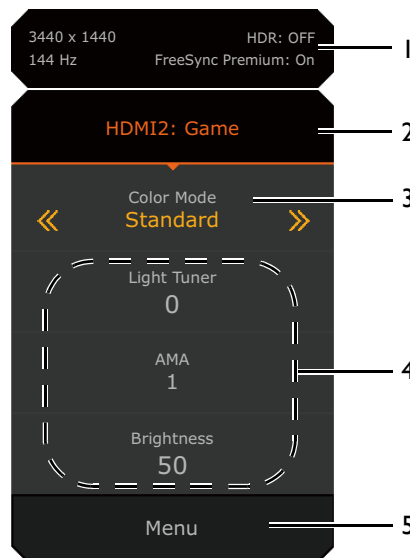 3440 x 1440 HDR: OFF 1
144 Hz FreeSync Premium: On
HDMI2: Game 2
Color Mode 3
« Standard »
Light Tuner
0
AMA 4
1
Brightness
50
Menu 5